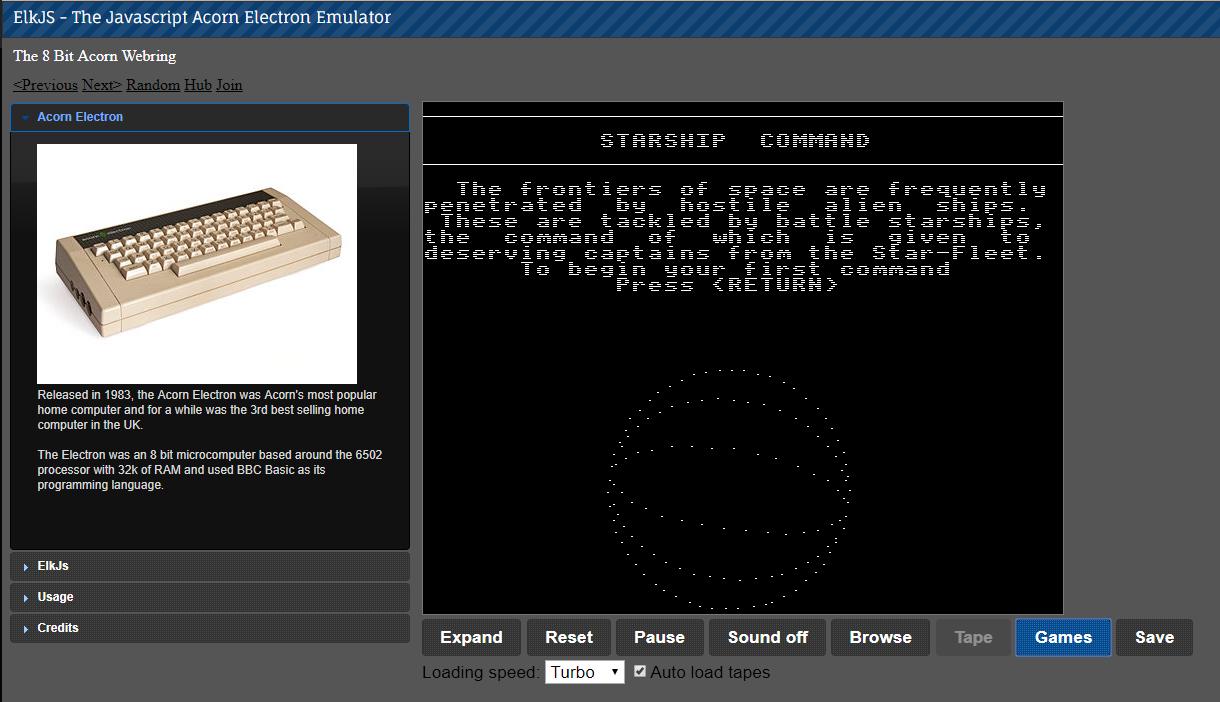 ElkJS - The Javascript Acorn Electron Emulator
The 8 Bit Acorn Webring
<Previous Next> Random Hub Join
Acorn Electron
acorn electron
Released in 1983, the Acorn Electron was Acorn's most popular
home computer and for a while was the 3rd best selling home
computer in the UK.
The Electron was an 8 bit microcomputer based around the 6502
processor with 32k of RAM and used BBC Basic as its
programming language.
ElkJs
Usage
Credits
STARSHIP COMMAND
The frontiers of space are frequently
penetrated by hostile alien ships.
These are tackled by battle starships,
the command of which is given to
deserving captains from the Star-Fleet.
To begin your first command
Press <RETURN>
Expand Reset Pause Sound off Browse Tape Games Save
Loading speed: Turbo Auto load tapes